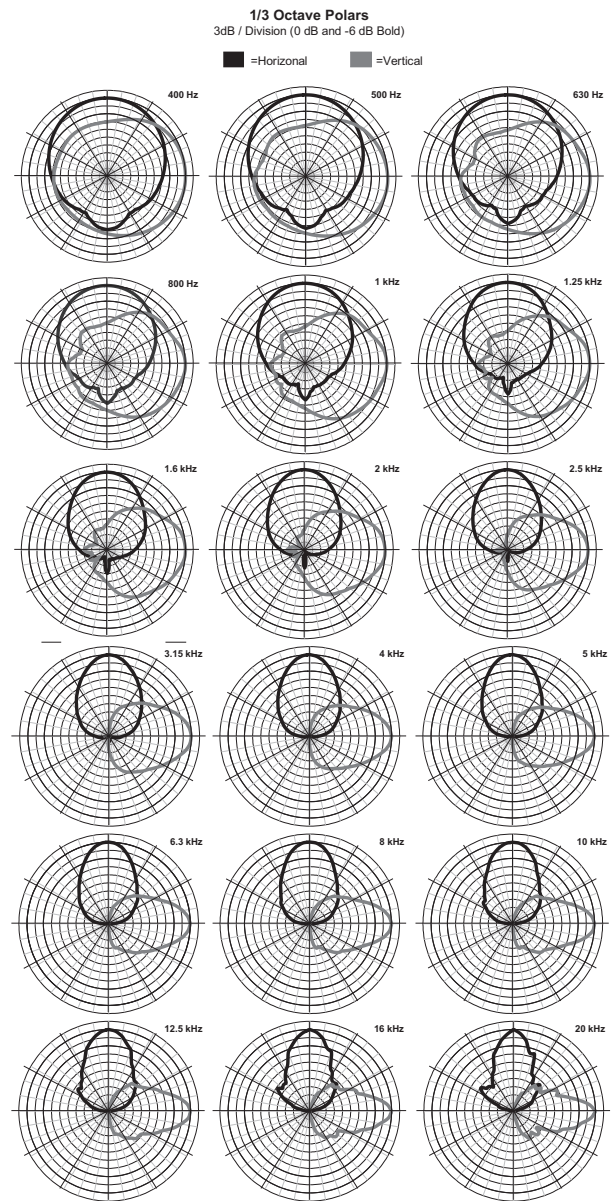 1/3 Octave Polars
3dB / Division (0 dB and -6 dB Bold)
=Horizonal =Vertical
400 Hz 500 Hz 630 Hz
800 Hz 1 kHz 1.25 kHz
1.6 kHz 2 kHz 2.5 kHz
3.15 kHz 4 kHz 5 kHz
6.3 kHz 8 kHz 10 kHz
12.5 kHz 16 kHz 20 kHz